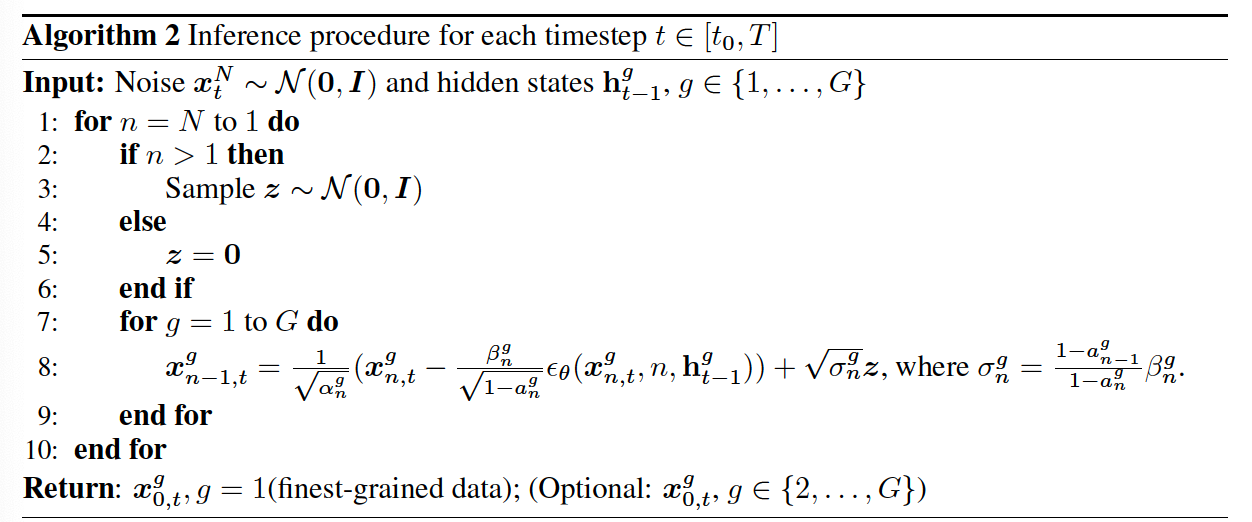 Algorithm 2 Inference procedure for each timestep $t \in [t_0, T]$
Input: Noise $\boldsymbol{x}_t^N \sim \mathcal{N}(\mathbf{0}, \boldsymbol{I})$ and hidden states $\mathbf{h}_{t-1}^g, g \in \{1, \ldots, G\}$
1: for $n = N$ to 1 do
2: if $n > 1$ then
3: Sample $\boldsymbol{z} \sim \mathcal{N}(\mathbf{0}, \boldsymbol{I})$
4: else
5: $\boldsymbol{z} = \mathbf{0}$
6: end if
7: for $g = 1$ to $G$ do
8: $\boldsymbol{x}_{n-1,t}^g = \frac{1}{\sqrt{\alpha_n^g}}(\boldsymbol{x}_{n,t}^g - \frac{\beta_n^g}{\sqrt{1-a_n^g}}\boldsymbol{\epsilon}_\theta(\boldsymbol{x}_{n,t}^g, n, \mathbf{h}_{t-1}^g)) + \sqrt{\sigma_n^g}\boldsymbol{z}$, where $\sigma_n^g = \frac{1-a_{n-1}^g}{1-a_n^g}\beta_n^g$.
9: end for
10: end for
Return: $\boldsymbol{x}_{0,t}^g, g = 1$(finest-grained data); (Optional: $\boldsymbol{x}_{0,t}^g, g \in \{2, \ldots, G\}$)